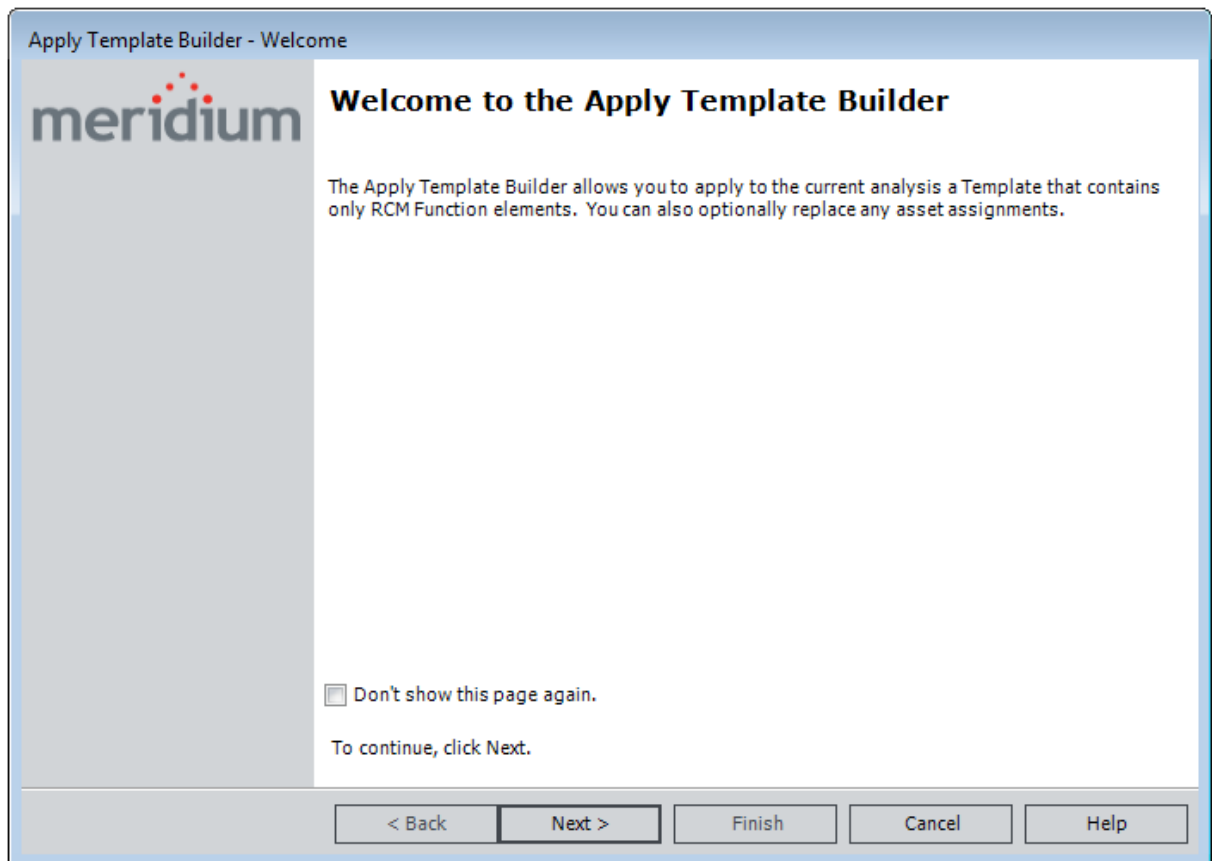 Apply Template Builder - Welcome
meridium
Welcome to the Apply Template Builder
The Apply Template Builder allows you to apply to the current analysis a Template that contains
only RCM Function elements.  You can also optionally replace any asset assignments.
Don't show this page again.
To continue, click Next.
< Back
Next >
Finish
Cancel
Help